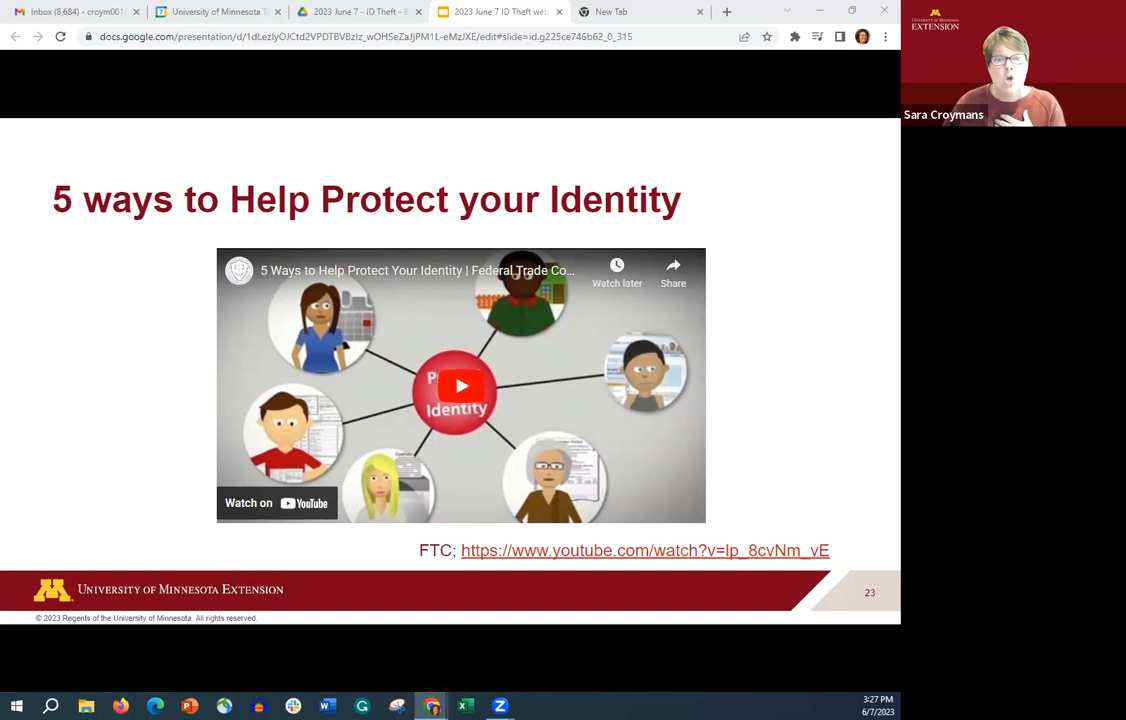 Inbox (8,684) - croym001
University of Minnesota T
2023 June 7 - ID Theft - E
2023 June 7 ID Theft web
New Tab
docs.google.com/presentation/d/1dLezIyOJCtd2VPDTBVBzIz_wOHSeZaJjPM1L-eMzJXE/edit#slide=id.g225ce746b62_0_315
UNIVERSITY OF MINNESOTA
EXTENSION
Sara Croymans
5 ways to Help Protect your Identity
5 Ways to Help Protect Your Identity | Federal Trade Co...
Watch later
Share
Identity
Watch on YouTube
FTC; https://www.youtube.com/watch?v=Ip_8cvNm_vE
UNIVERSITY OF MINNESOTA EXTENSION
23
© 2023 Regents of the University of Minnesota. All rights reserved.
3:27 PM
6/7/2023